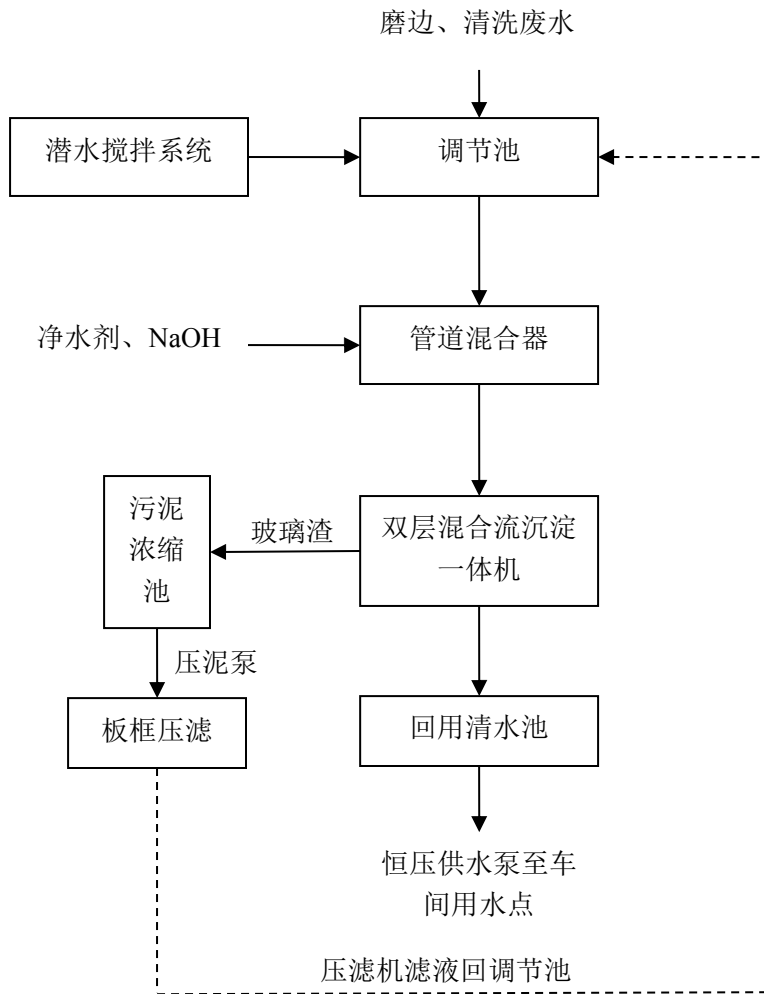 磨边、清洗废水
潜水搅拌系统
调节池
净水剂、NaOH
管道混合器
污泥
浓缩
池
玻璃渣
双层混合流沉淀
一体机
压泥泵
板框压滤
回用清水池
恒压供水泵至车
间用水点
压滤机滤液回调节池